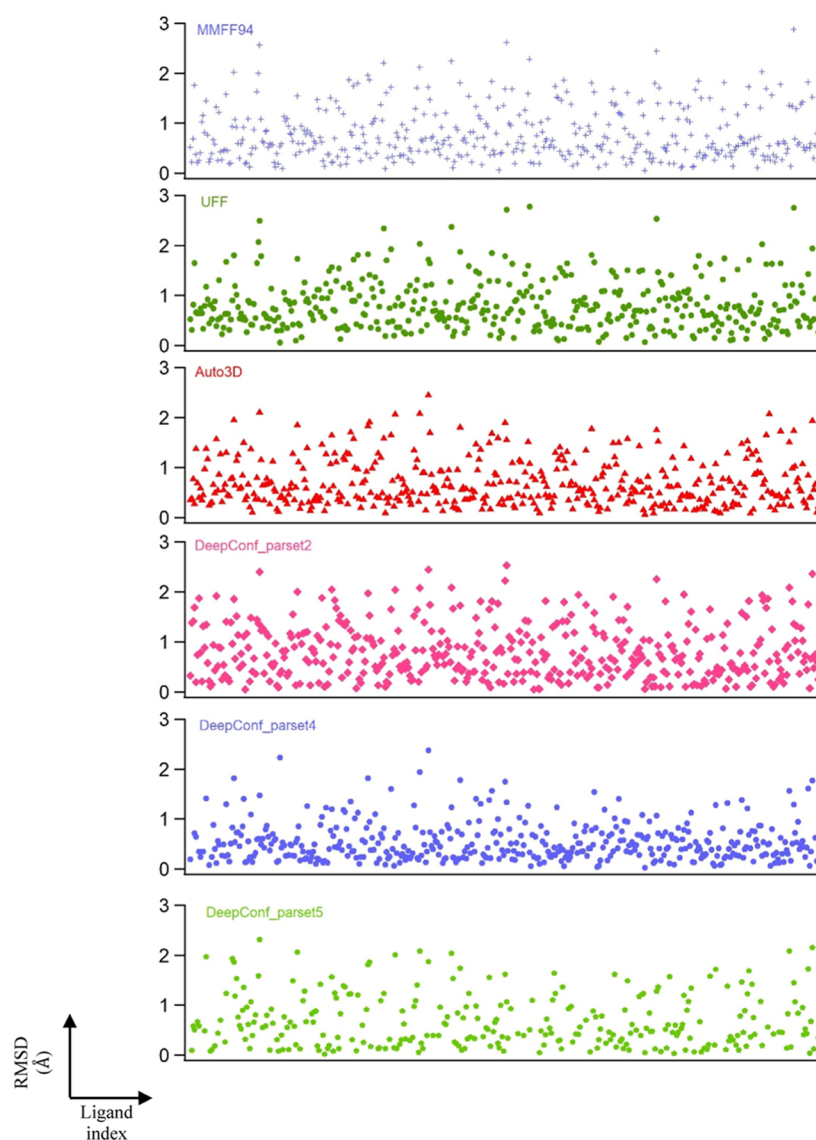 3
MMFF94
2
1
0
3
UFF
2
1
0
3
Auto3D
2
1
0
3
DeepConf_parset2
2
1
0
3
DeepConf_parset4
2
1
0
3
DeepConf_parset5
2
1
0
RMSD
(Å)
Ligand
index